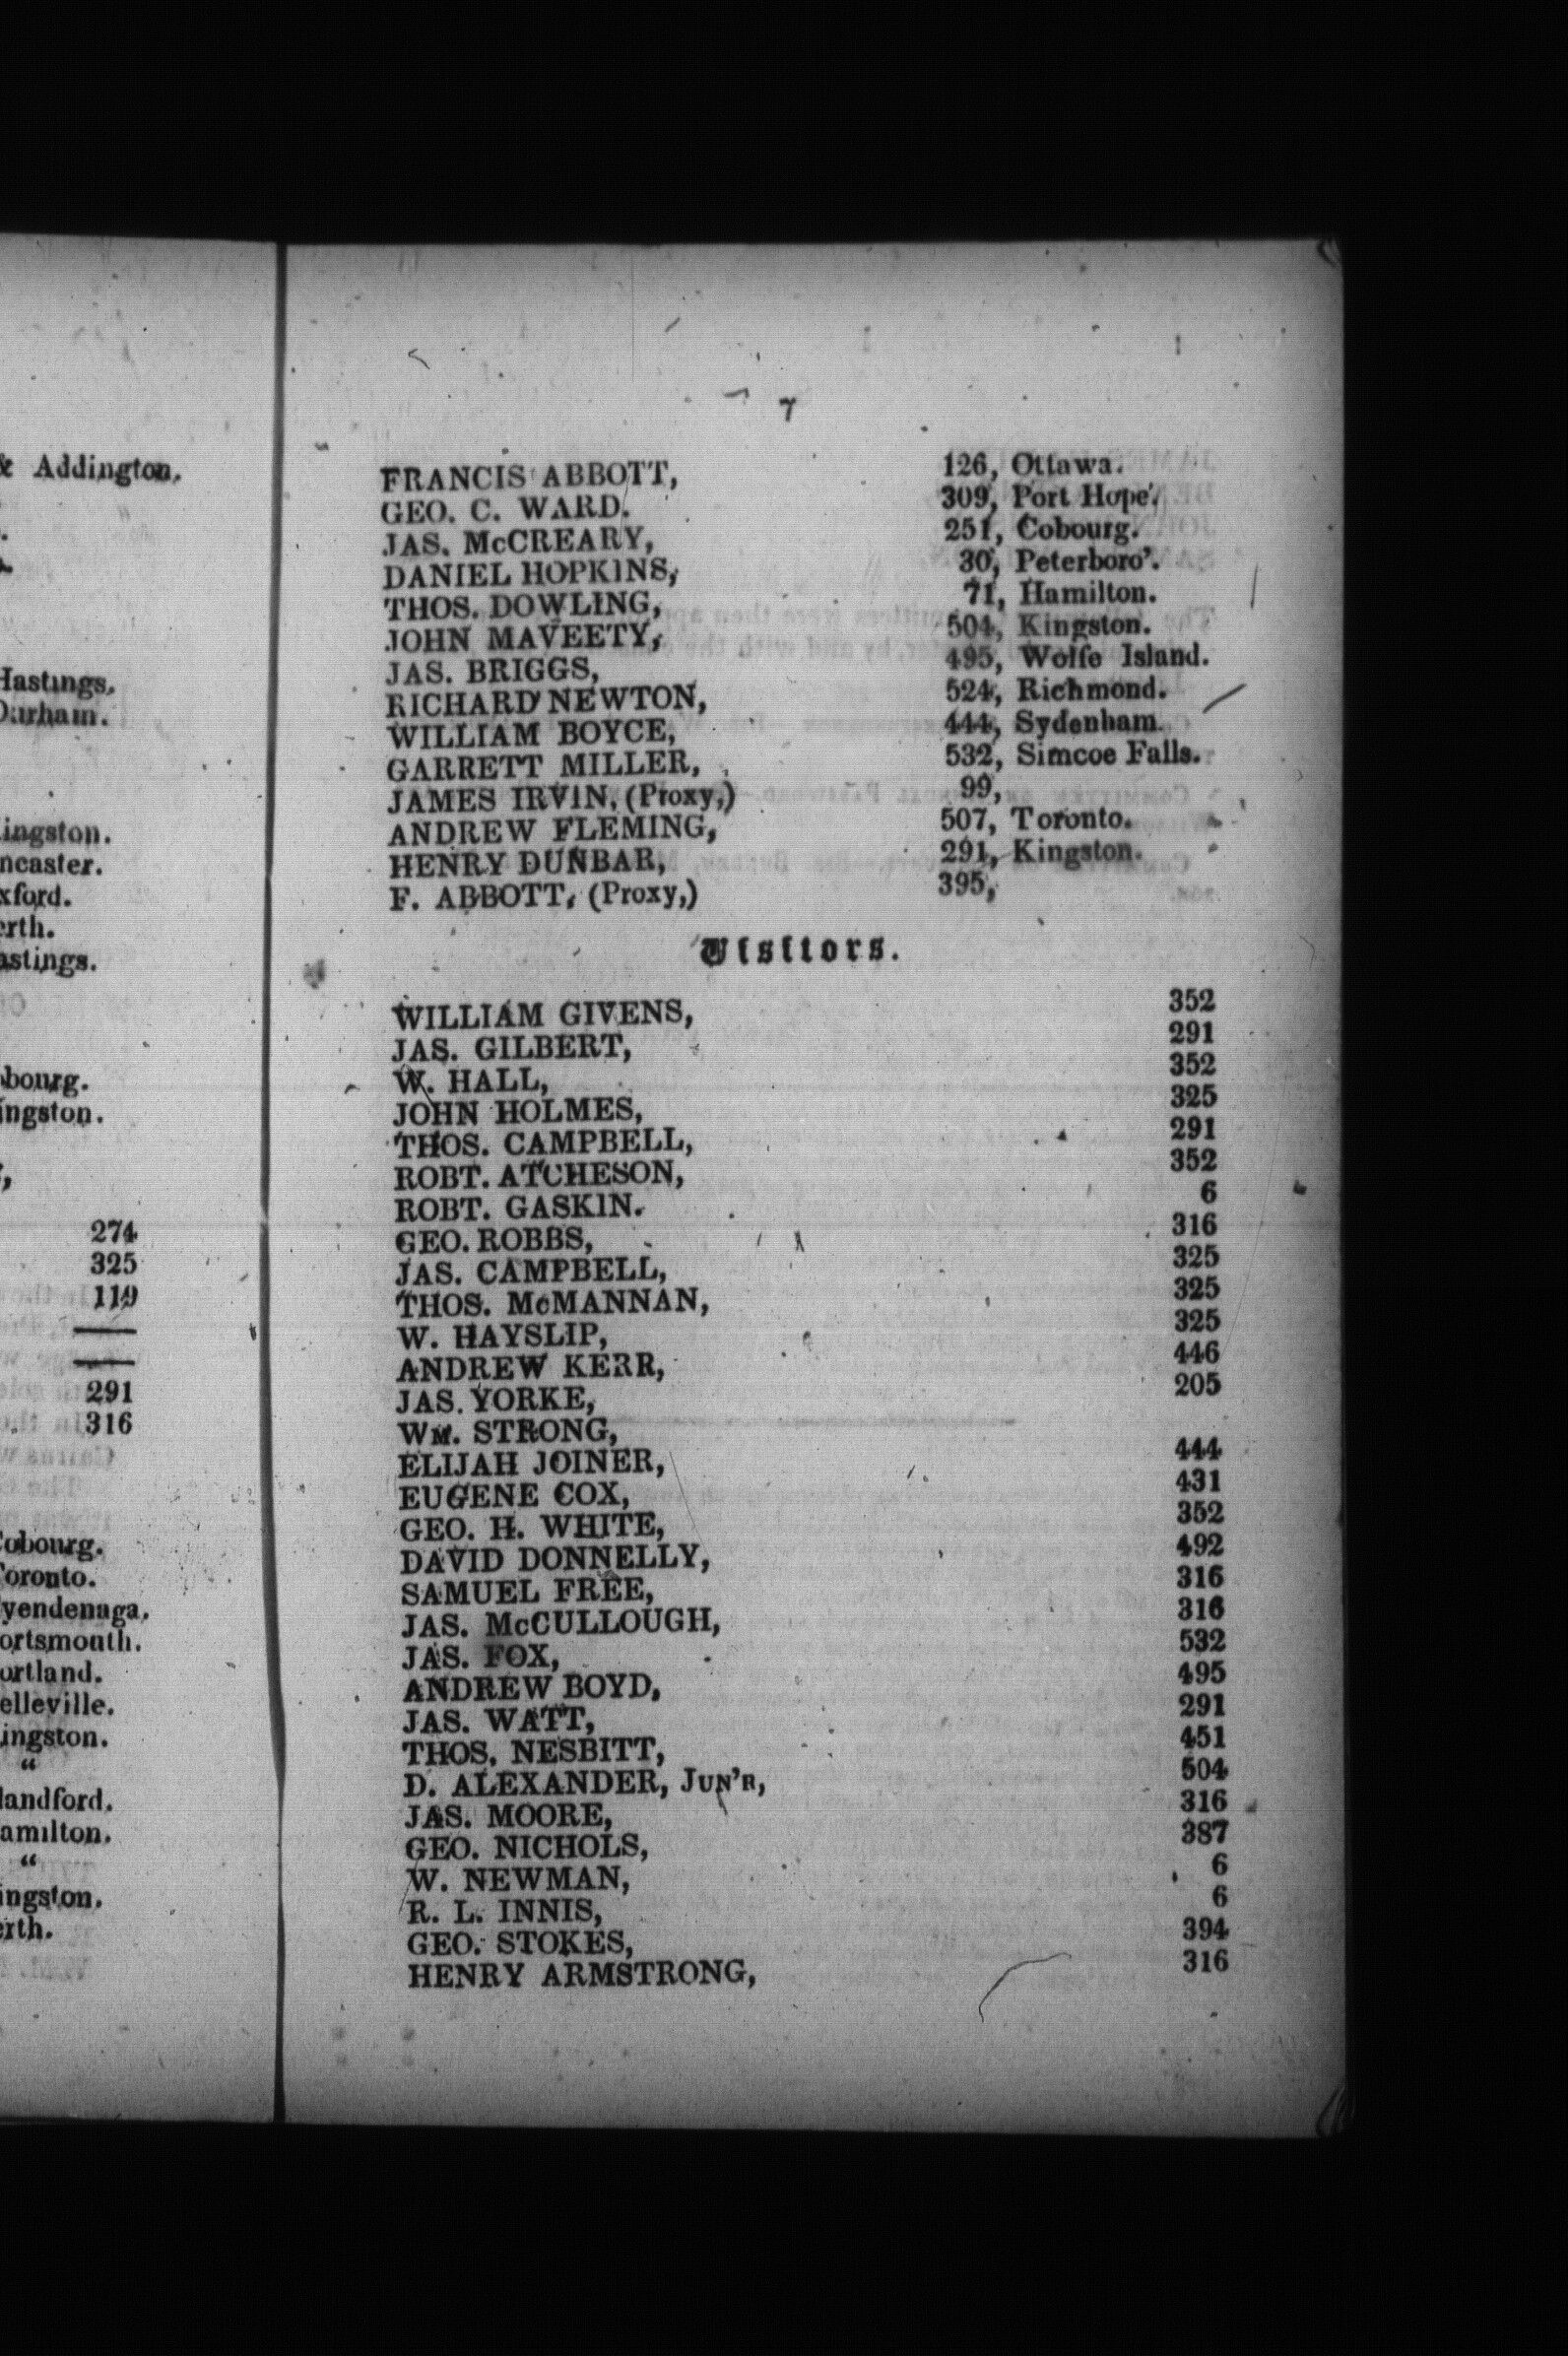 & Addington.
Hastings.
Durham.
ingston.
ncaster.
xford.
erth.
astings.
obourg.
ingston.
274
325
119
291
316
Cobourg.
Toronto.
yendenaga.
ortsmouth.
ortland.
elleville.
ingston.
“
landford.
amilton.
“
ingston.
erth.
7
FRANCIS ABBOTT, 126, Ottawa.
GEO. C. WARD. 309, Port Hope.
JAS. McCREARY, 251, Cobourg.
DANIEL HOPKINS, 30, Peterboro'.
THOS. DOWLING, 71, Hamilton.
JOHN MAVEETY, 504, Kingston.
JAS. BRIGGS, 495, Wolfe Island.
RICHARD NEWTON, 524, Richmond.
WILLIAM BOYCE, 444, Sydenham.
GARRETT MILLER, 532, Simcoe Falls.
JAMES IRVIN, (Proxy,) 99,
ANDREW FLEMING, 507, Toronto.
HENRY DUNBAR, 291, Kingston.
F. ABBOTT, (Proxy,) 395,
Visitors.
WILLIAM GIVENS, 352
JAS. GILBERT, 291
W. HALL, 352
JOHN HOLMES, 325
THOS. CAMPBELL, 291
ROBT. ATCHESON, 352
ROBT. GASKIN. 6
GEO. ROBBS, 316
JAS. CAMPBELL, 325
THOS. McMANNAN, 325
W. HAYSLIP, 325
ANDREW KERR, 446
JAS. YORKE, 205
WM. STRONG,
ELIJAH JOINER, 444
EUGENE COX, 431
GEO. H. WHITE, 352
DAVID DONNELLY, 492
SAMUEL FREE, 316
JAS. McCULLOUGH, 316
JAS. FOX, 532
ANDREW BOYD, 495
JAS. WATT, 291
THOS. NESBITT, 451
D. ALEXANDER, JUN'R, 504
JAS. MOORE, 316
GEO. NICHOLS, 387
W. NEWMAN, 6
R. L. INNIS, 6
GEO. STOKES, 394
HENRY ARMSTRONG, 316